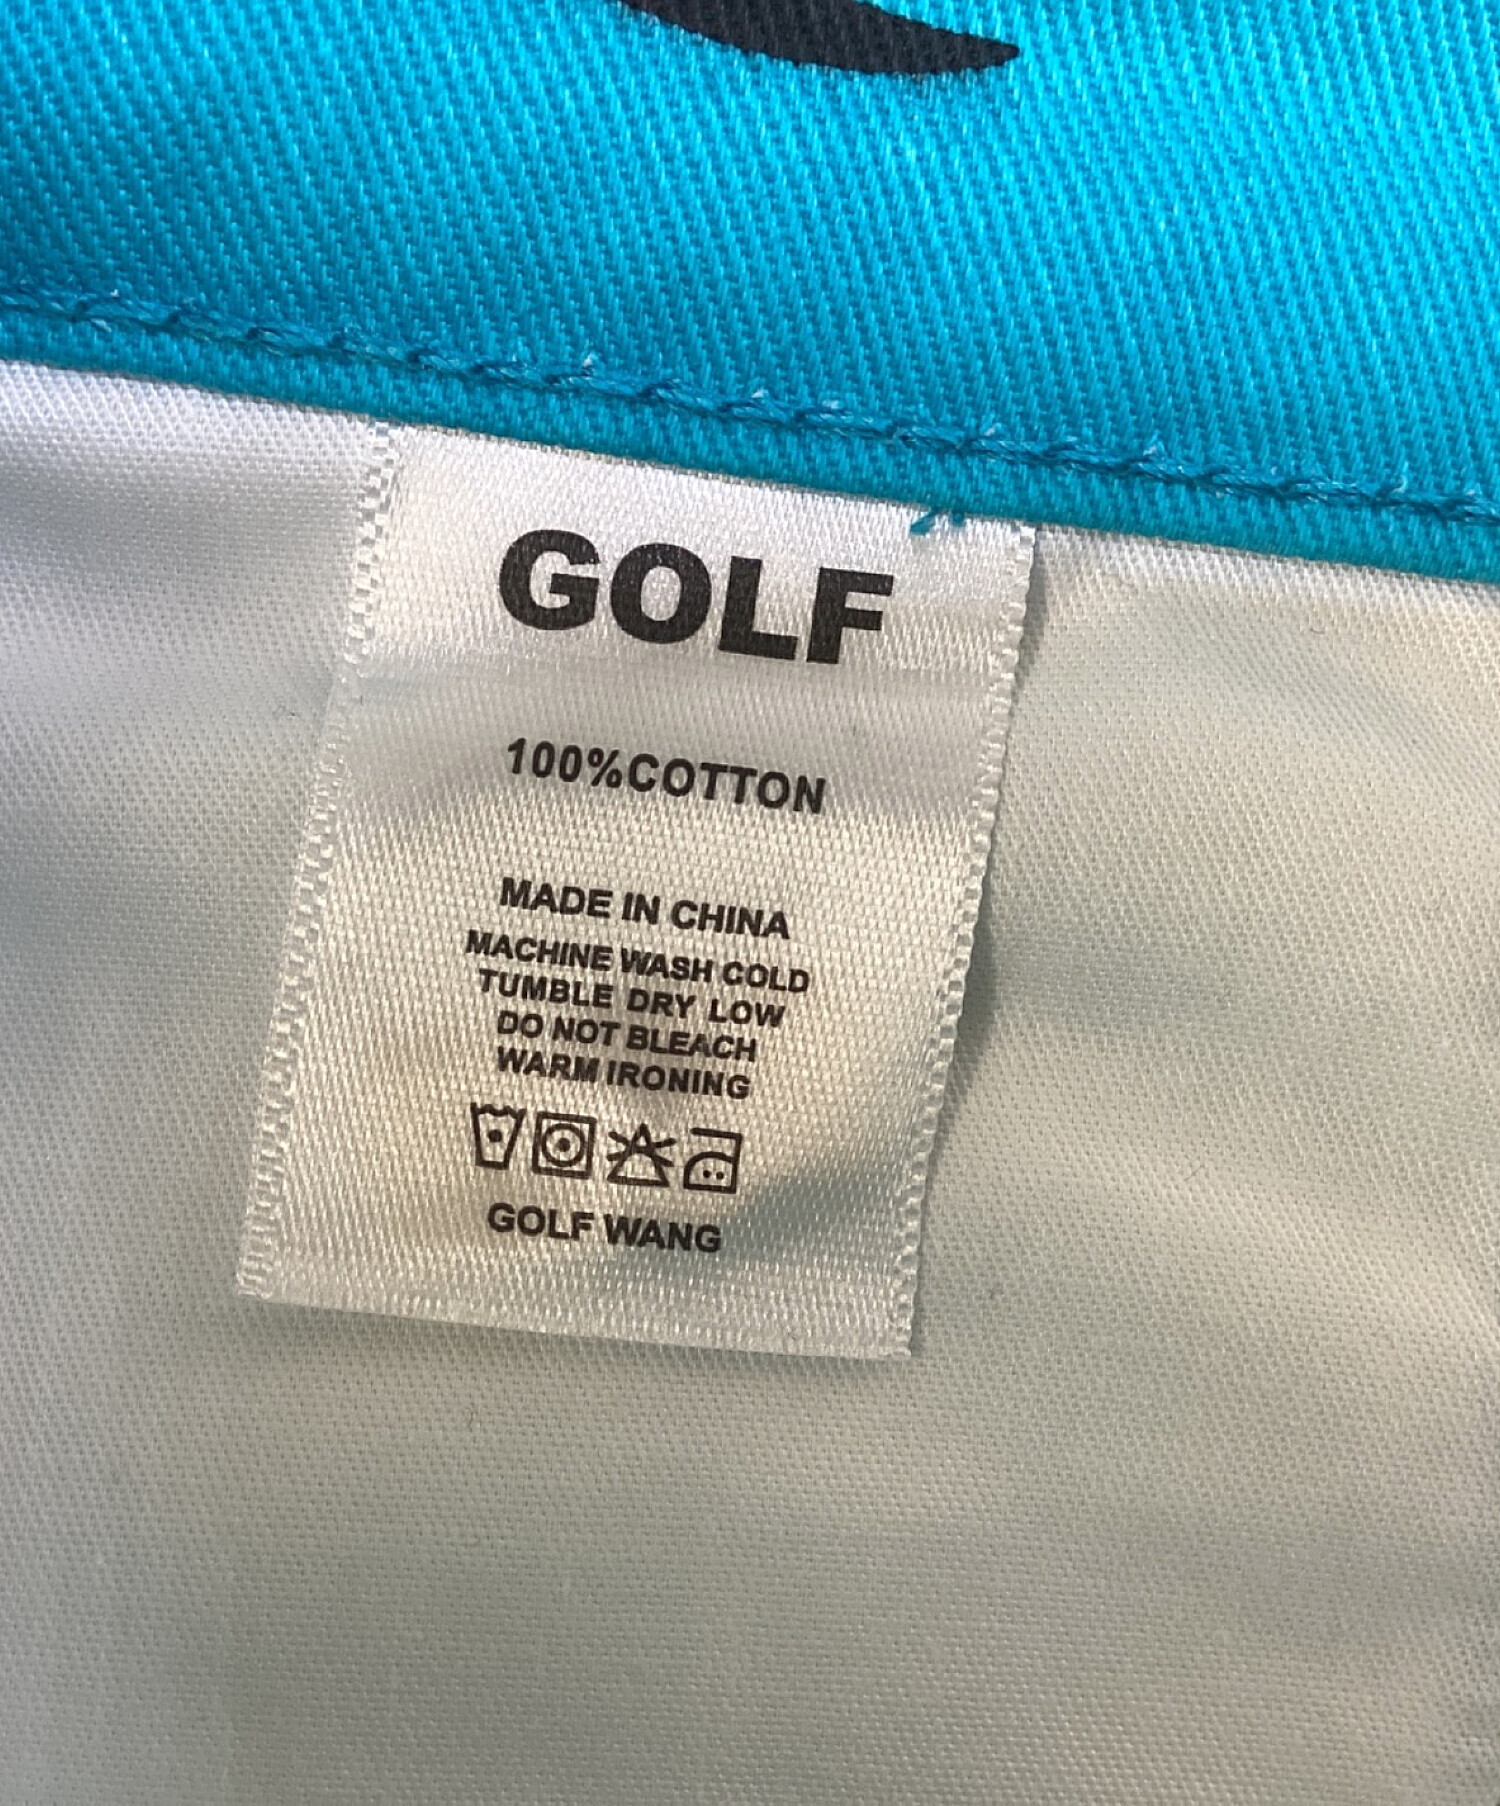 GOLF
100%COTTON
MADE IN CHINA
MACHINE WASH COLD
TUMBLE DRY LOW
DO NOT BLEACH
WARM IRONING
GOLF WANG